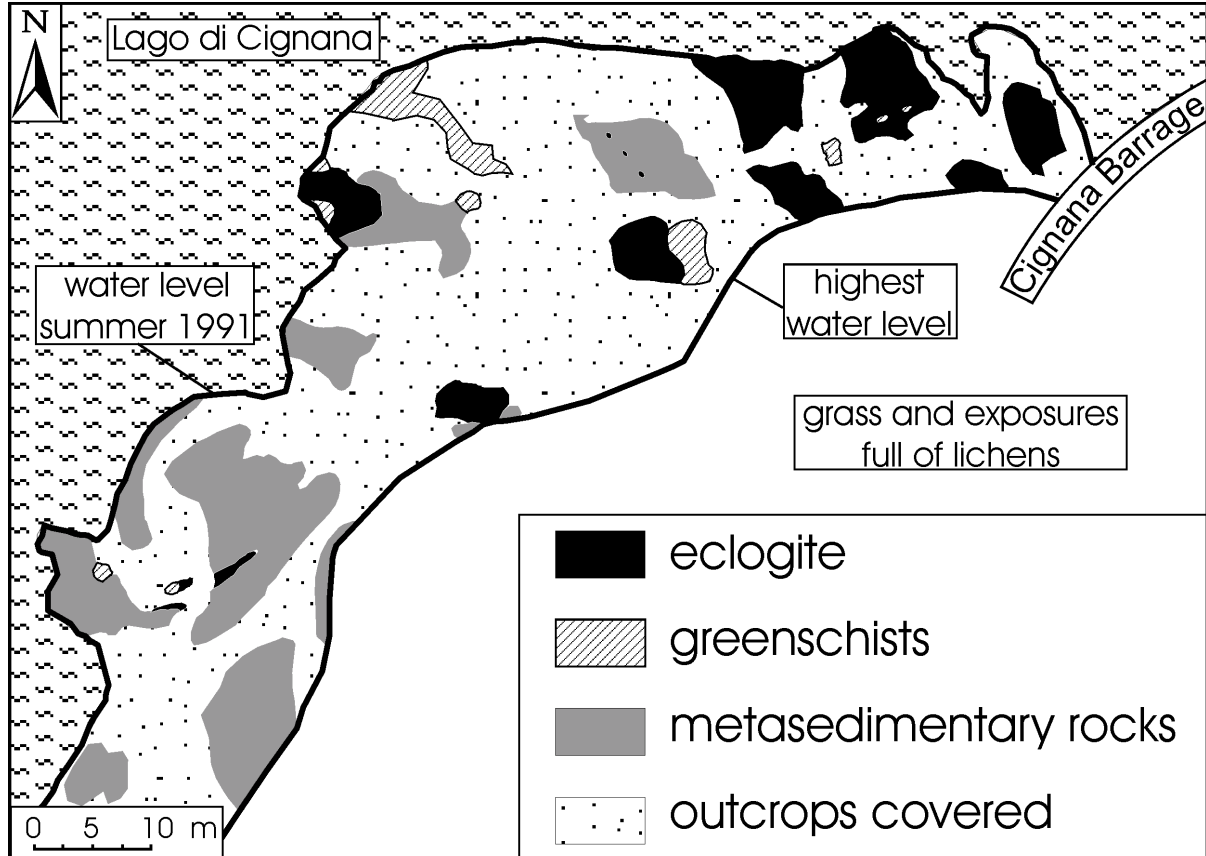 N
Lago di Cignana
Cignana Barrage
water level
summer 1991
highest
water level
grass and exposures
full of lichens
eclogite
greenschists
metasedimentary rocks
outcrops covered
0 5 10 m